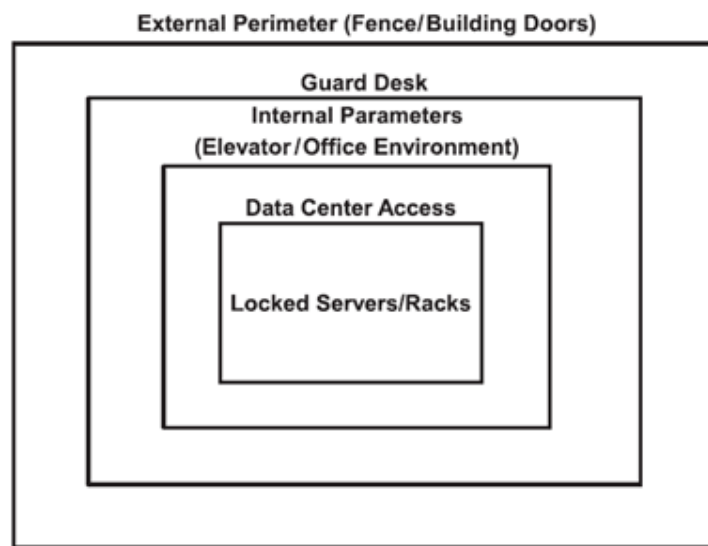 External Perimeter (Fence/Building Doors)
Guard Desk
Internal Parameters
(Elevator/Office Environment)
Data Center Access
Locked Servers/Racks